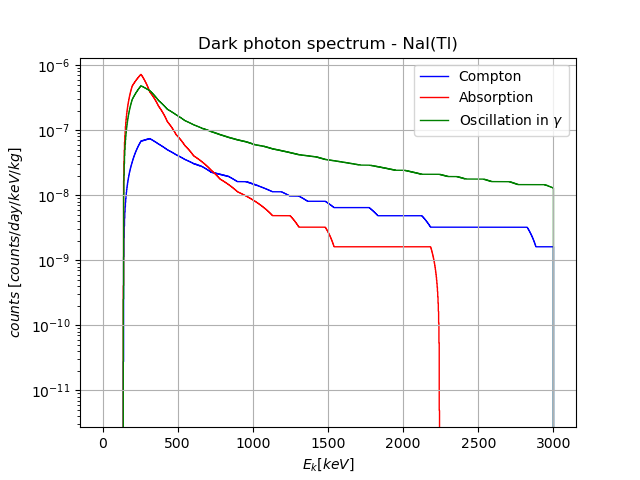 Dark photon spectrum - NaI(Tl)
10⁻⁶
10⁻⁷
10⁻⁸
10⁻⁹
10⁻¹⁰
10⁻¹¹
counts [counts/day/keV/kg]
Compton
Absorption
Oscillation in γ
0 500 1000 1500 2000 2500 3000
E_k[keV]